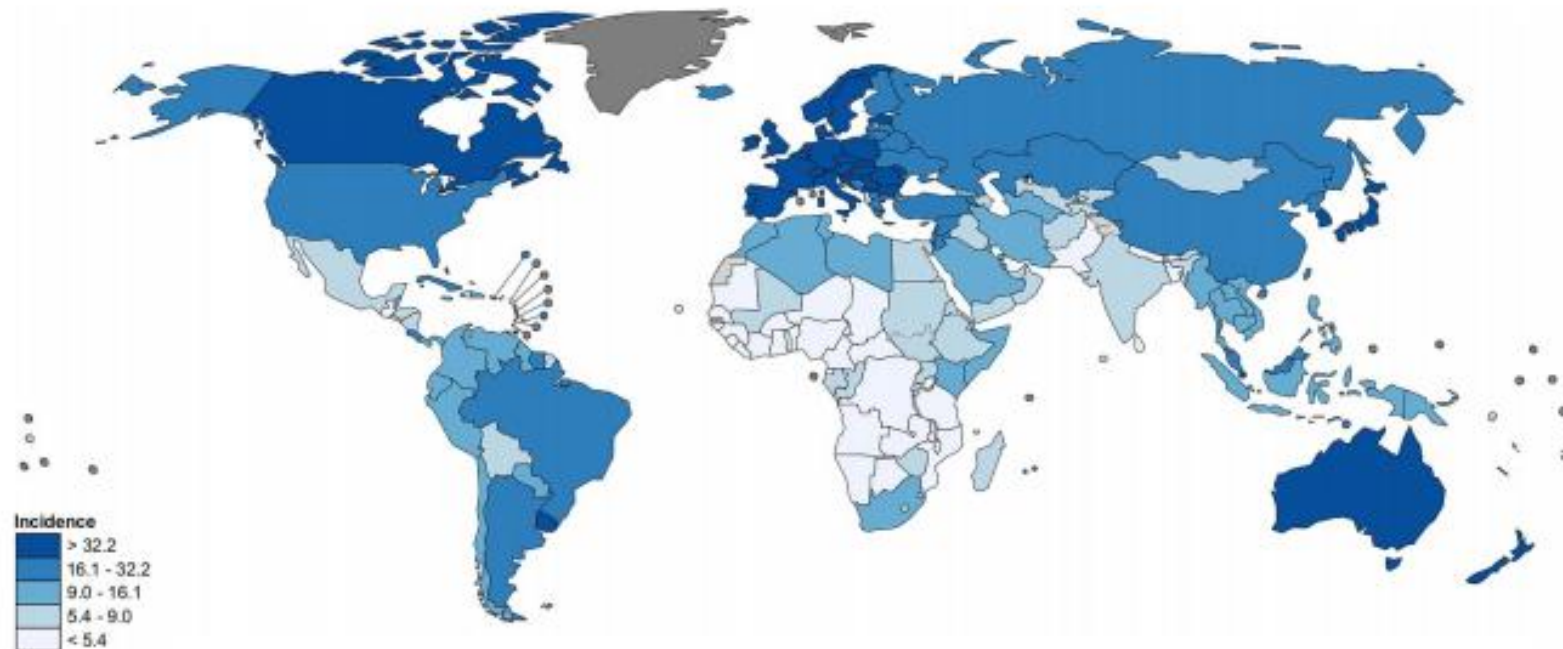 Incidence
> 32.2
16.1 - 32.2
9.0 - 16.1
5.4 - 9.0
< 5.4